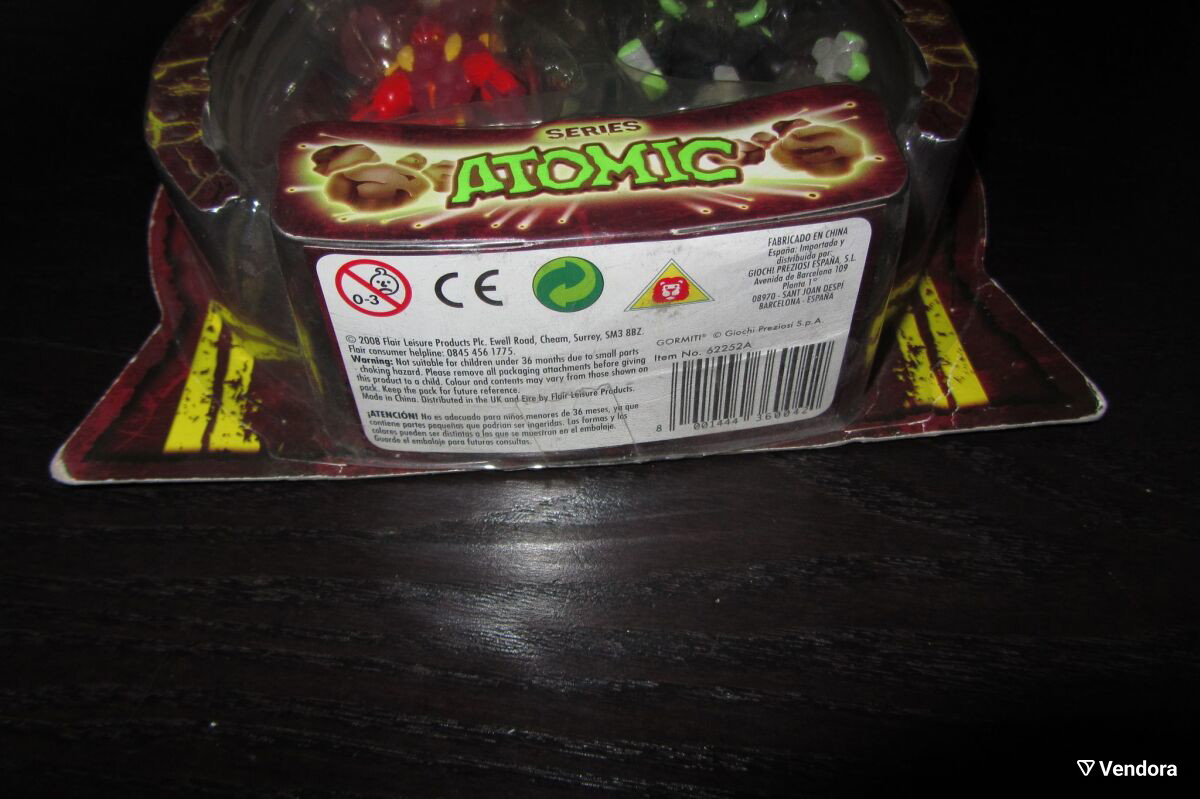 SERIES
ATOMIC
0-3
CE
FABRICADO EN CHINA
España: Importado y
distribuido por:
GIOCHI PREZIOSI ESPAÑA, S.L.
Avenida de Barcelona 109
Planta 1ª
08970 - SANT JOAN DESPÍ
BARCELONA - ESPAÑA
© 2008 Flair Leisure Products Plc. Ewell Road, Cheam, Surrey, SM3 8BZ.
Flair consumer helpline: 0845 456 1775.
Warning: Not suitable for children under 36 months due to small parts
- choking hazard. Please remove all packaging attachments before giving
this product to a child. Colour and contents may vary from those shown on
pack. Keep the pack for future reference.
Made in China. Distributed in the UK and Eire by Flair Leisure Products.
¡ATENCIÓN! No es adecuado para niños menores de 36 meses, ya que
contiene partes pequeñas que podrían ser ingeridas. Las formas y los
colores pueden ser distintas a las que se muestran en el embalaje.
Guarde el embalaje para futuras consultas.
GORMITI® © Giochi Preziosi S.p.A.
Item No. 62252A
8 001444 360042
Vendora